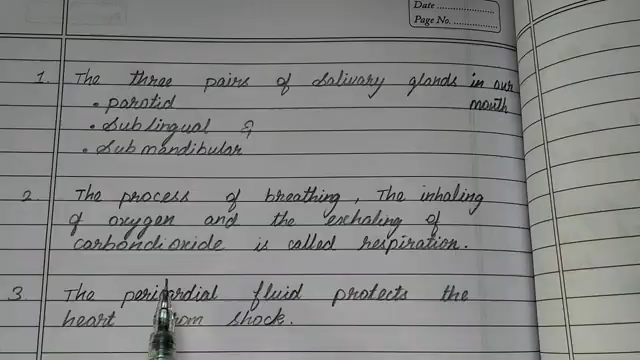 Date
Page No.
1. The three pairs of salivary glands in our
• parotid mouth
• Sublingual &
• Submandibular
2. The process of breathing, The inhaling
of oxygen and the exchaling of
carbondioxide is called respiration.
3. The pericardial fluid protects the
heart from shock.